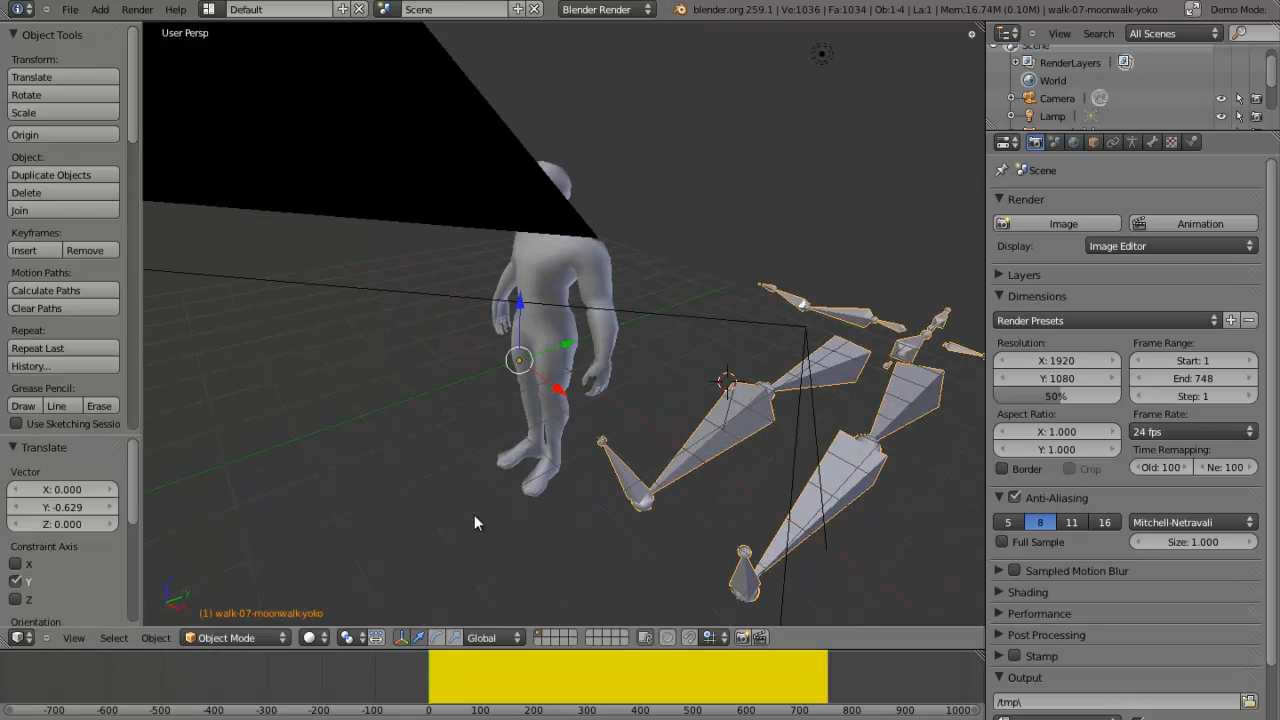 File Add Render Help Default Scene Blender Render blender.org 259.1 | Ve:1036 | Fa:1034 | Ob:1-4 | La:1 | Mem:16.74M (0.10M) | walk-07-moonwalk-yoko Demo Mode:
Object Tools
Transform:
Translate
Rotate
Scale
Origin
Object:
Duplicate Objects
Delete
Join
Keyframes:
Insert Remove
Motion Paths:
Calculate Paths
Clear Paths
Repeat:
Repeat Last
History...
Grease Pencil:
Draw Line Erase
Use Sketching Sessio
Translate
Vector
X: 0.000
Y: -0.629
Z: 0.000
Constraint Axis
X
Y
Z
Orientation
User Persp
(1) walk-07-moonwalk-yoko
View Select Object Object Mode Global
-700 -600 -500 -400 -300 -200 -100 0 100 200 300 400 500 600 700 800 900 1000
View Search All Scenes
Scene
RenderLayers
World
Camera
Lamp
Scene
Render
Image Animation
Display: Image Editor
Layers
Dimensions
Render Presets
Resolution: Frame Range:
X: 1920 Start: 1
Y: 1080 End: 748
50% Step: 1
Aspect Ratio: Frame Rate:
X: 1.000 24 fps
Y: 1.000 Time Remapping:
Border Crop Old: 100 Ne: 100
Anti-Aliasing
5 8 11 16 Mitchell-Netravali
Full Sample Size: 1.000
Sampled Motion Blur
Shading
Performance
Post Processing
Stamp
Output
/tmp\